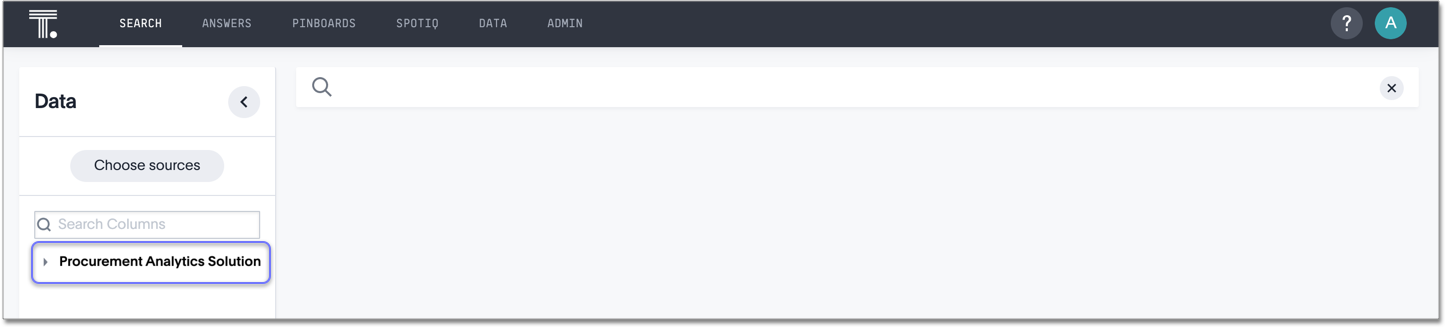 T.
SEARCH ANSWERS PINBOARDS SPOTIQ DATA ADMIN ? A
Data
Choose sources
Search Columns
Procurement Analytics Solution